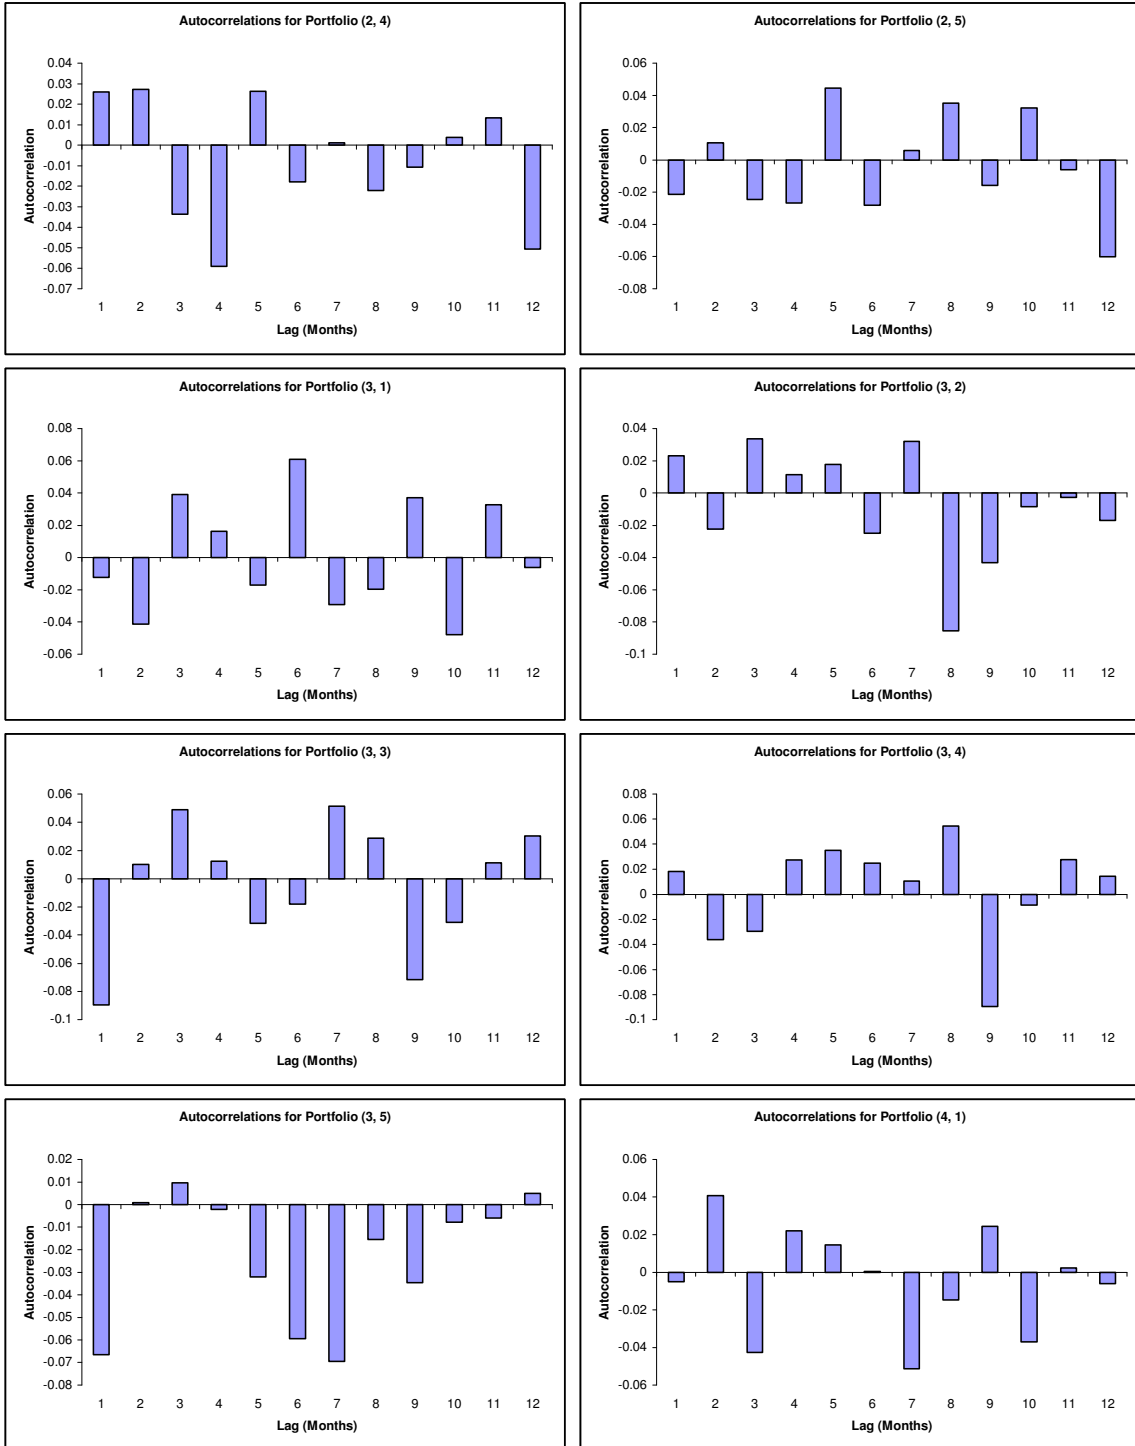 Autocorrelations for Portfolio (2, 4)
0.04
0.03
0.02
0.01
0
-0.01
-0.02
-0.03
-0.04
-0.05
-0.06
-0.07
Autocorrelation
1 2 3 4 5 6 7 8 9 10 11 12
Lag (Months)
Autocorrelations for Portfolio (2, 5)
0.06
0.04
0.02
0
-0.02
-0.04
-0.06
-0.08
Autocorrelation
1 2 3 4 5 6 7 8 9 10 11 12
Lag (Months)
Autocorrelations for Portfolio (3, 1)
0.08
0.06
0.04
0.02
0
-0.02
-0.04
-0.06
Autocorrelation
1 2 3 4 5 6 7 8 9 10 11 12
Lag (Months)
Autocorrelations for Portfolio (3, 2)
0.04
0.02
0
-0.02
-0.04
-0.06
-0.08
-0.1
Autocorrelation
1 2 3 4 5 6 7 8 9 10 11 12
Lag (Months)
Autocorrelations for Portfolio (3, 3)
0.06
0.04
0.02
0
-0.02
-0.04
-0.06
-0.08
-0.1
Autocorrelation
1 2 3 4 5 6 7 8 9 10 11 12
Lag (Months)
Autocorrelations for Portfolio (3, 4)
0.08
0.06
0.04
0.02
0
-0.02
-0.04
-0.06
-0.08
-0.1
Autocorrelation
1 2 3 4 5 6 7 8 9 10 11 12
Lag (Months)
Autocorrelations for Portfolio (3, 5)
0.02
0.01
0
-0.01
-0.02
-0.03
-0.04
-0.05
-0.06
-0.07
-0.08
Autocorrelation
1 2 3 4 5 6 7 8 9 10 11 12
Lag (Months)
Autocorrelations for Portfolio (4, 1)
0.06
0.04
0.02
0
-0.02
-0.04
-0.06
Autocorrelation
1 2 3 4 5 6 7 8 9 10 11 12
Lag (Months)